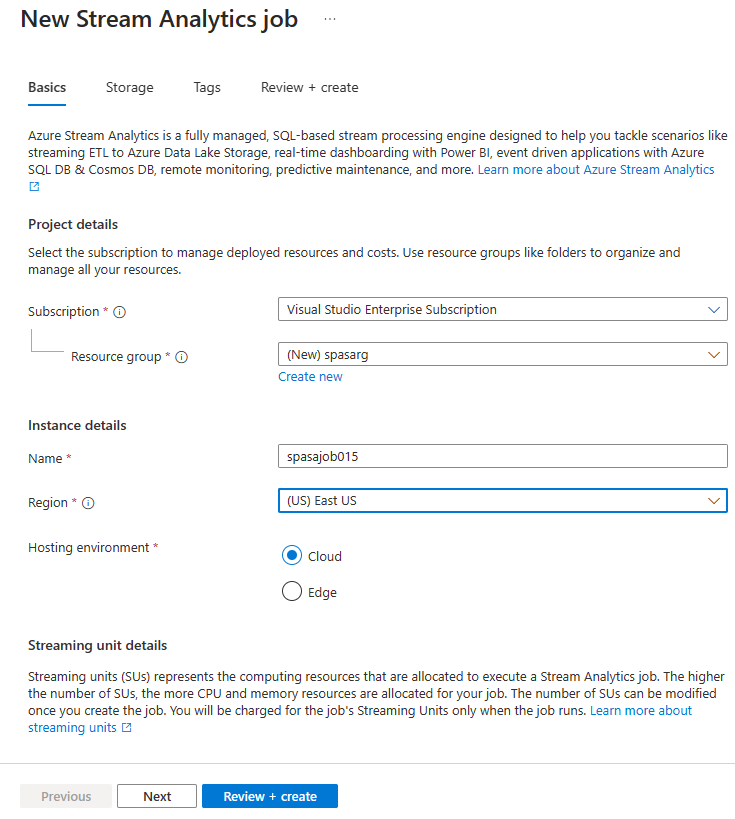 New Stream Analytics job ...
Basics Storage Tags Review + create
Azure Stream Analytics is a fully managed, SQL-based stream processing engine designed to help you tackle scenarios like
streaming ETL to Azure Data Lake Storage, real-time dashboarding with Power BI, event driven applications with Azure
SQL DB & Cosmos DB, remote monitoring, predictive maintenance, and more. Learn more about Azure Stream Analytics
Project details
Select the subscription to manage deployed resources and costs. Use resource groups like folders to organize and
manage all your resources.
Subscription * Visual Studio Enterprise Subscription
Resource group * (New) spasarg
Create new
Instance details
Name * spasajob015
Region * (US) East US
Hosting environment *
Cloud
Edge
Streaming unit details
Streaming units (SUs) represents the computing resources that are allocated to execute a Stream Analytics job. The higher
the number of SUs, the more CPU and memory resources are allocated for your job. The number of SUs can be modified
once you create the job. You will be charged for the job's Streaming Units only when the job runs. Learn more about
streaming units
Previous Next Review + create